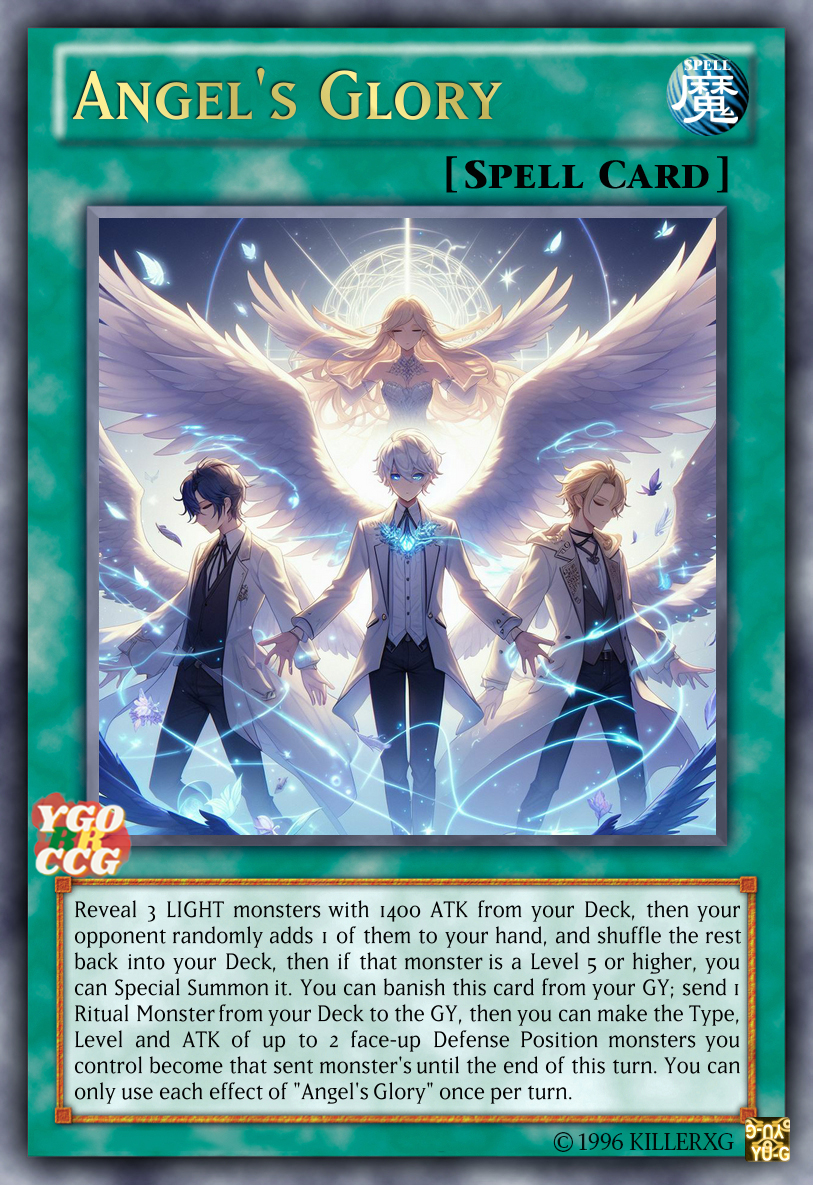 Angel's Glory
SPELL
魔
[Spell Card]
YGO
CCG
Reveal 3 LIGHT monsters with 1400 ATK from your Deck, then your
opponent randomly adds 1 of them to your hand, and shuffle the rest
back into your Deck, then if that monster is a Level 5 or higher, you
can Special Summon it. You can banish this card from your GY; send 1
Ritual Monster from your Deck to the GY, then you can make the Type,
Level and ATK of up to 2 face-up Defense Position monsters you
control become that sent monster's until the end of this turn. You can
only use each effect of "Angel's Glory" once per turn.
© 1996 KILLERXG